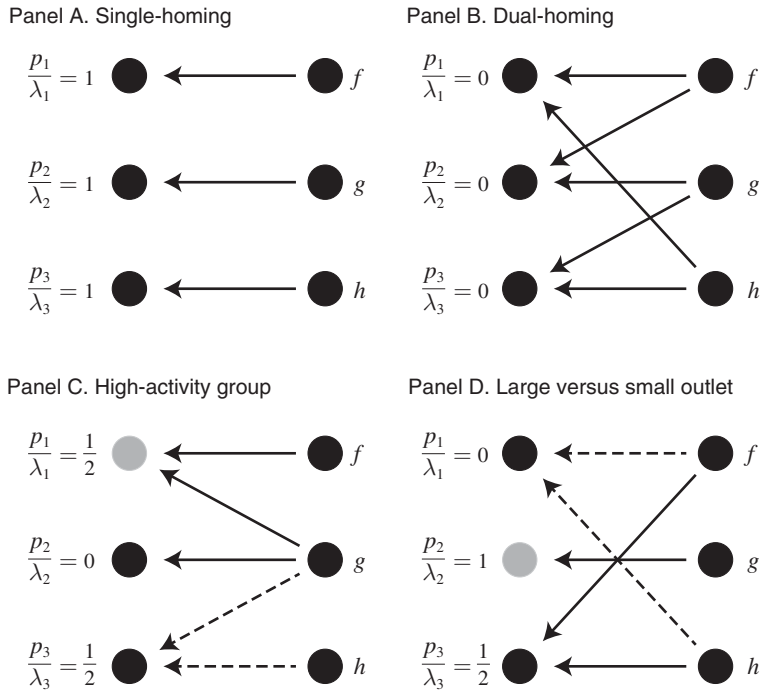 Panel A. Single-homing
p₁/λ₁ = 1 f
p₂/λ₂ = 1 g
p₃/λ₃ = 1 h
Panel B. Dual-homing
p₁/λ₁ = 0 f
p₂/λ₂ = 0 g
p₃/λ₃ = 0 h
Panel C. High-activity group
p₁/λ₁ = 1/2 f
p₂/λ₂ = 0 g
p₃/λ₃ = 1/2 h
Panel D. Large versus small outlet
p₁/λ₁ = 0 f
p₂/λ₂ = 1 g
p₃/λ₃ = 1/2 h